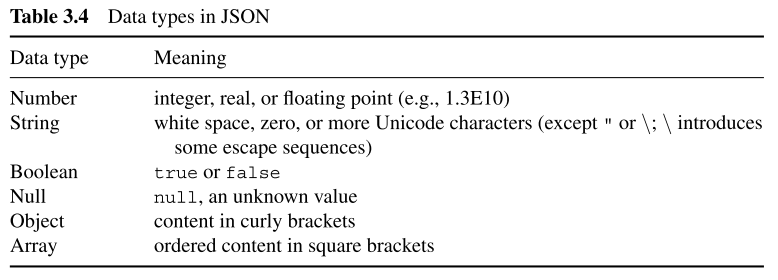 Table 3.4 Data types in JSON
Data type Meaning
Number integer, real, or floating point (e.g., 1.3E10)
String white space, zero, or more Unicode characters (except " or \; \ introduces
some escape sequences)
Boolean true or false
Null null, an unknown value
Object content in curly brackets
Array ordered content in square brackets